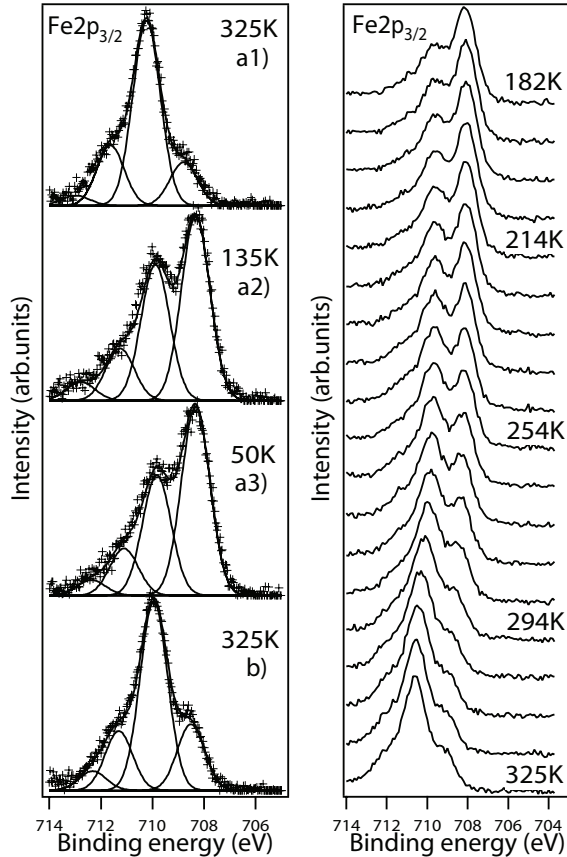 Fe2p3/2
325K
a1)
135K
a2)
50K
a3)
325K
b)
Intensity (arb.units)
714 712 710 708 706
Binding energy (eV)
Fe2p3/2
182K
214K
254K
294K
325K
Intensity (arb.units)
714 712 710 708 706 704
Binding energy (eV)